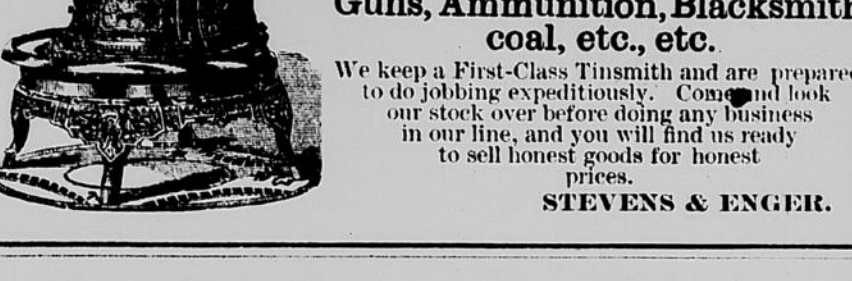 Guns, Ammunition, Blacksmith
coal, etc., etc.
We keep a First-Class Tinsmith and are prepared
to do jobbing expeditiously. Come and look
our stock over before doing any business
in our line, and you will find us ready
to sell honest goods for honest
prices.
STEVENS & ENGER.